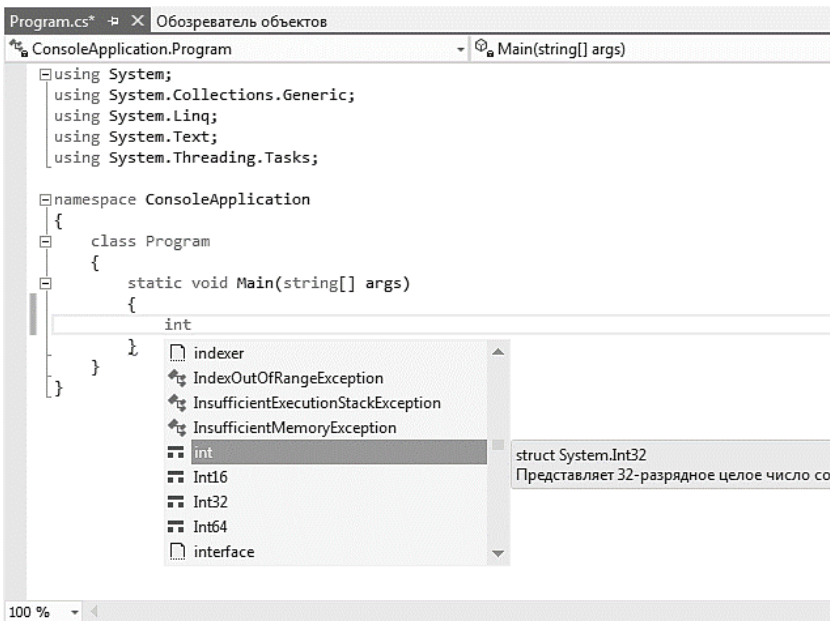 Program.cs* Обозреватель объектов
ConsoleApplication.Program Main(string[] args)
using System;
using System.Collections.Generic;
using System.Linq;
using System.Text;
using System.Threading.Tasks;
namespace ConsoleApplication
{
class Program
{
static void Main(string[] args)
{
int
}
}
}
indexer
IndexOutOfRangeException
InsufficientExecutionStackException
InsufficientMemoryException
int
Int16
Int32
Int64
interface
struct System.Int32
Представляет 32-разрядное целое число со
100 %